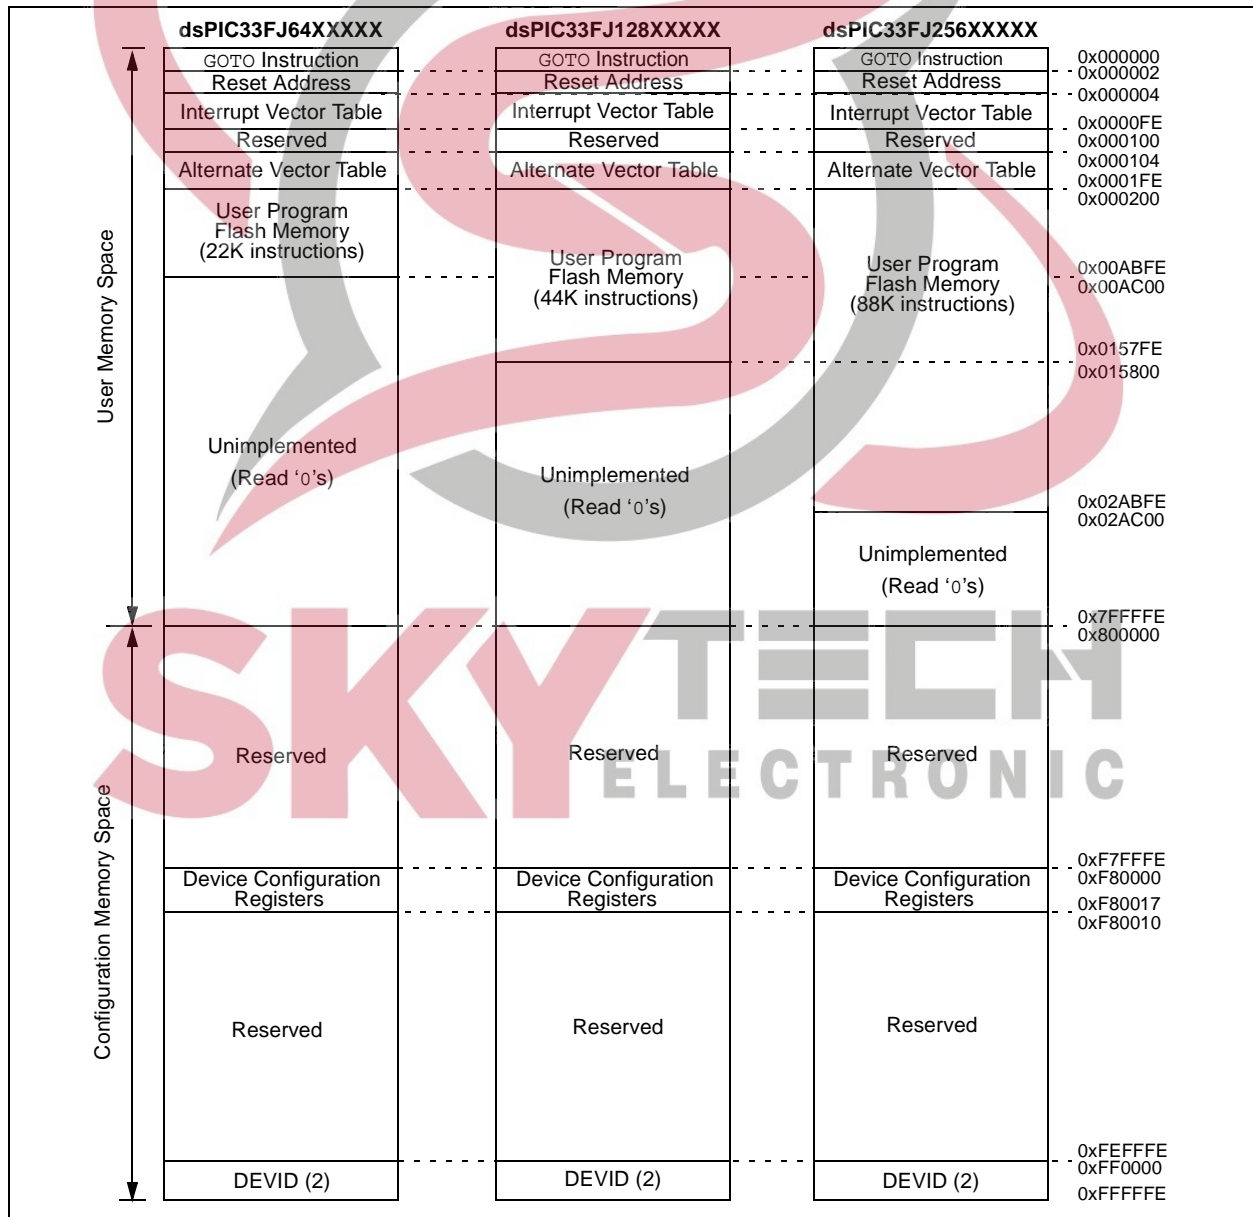 dsPIC33FJ64XXXXX
dsPIC33FJ128XXXXX
dsPIC33FJ256XXXXX
GOTO Instruction
GOTO Instruction
GOTO Instruction
0x000000
0x000002
Reset Address
Reset Address
Reset Address
0x000004
Interrupt Vector Table
Interrupt Vector Table
Interrupt Vector Table
0x0000FE
Reserved
Reserved
Reserved
0x000100
0x000104
Alternate Vector Table
Alternate Vector Table
Alternate Vector Table
0x0001FE
0x000200
User Program
Flash Memory
(22K instructions)
User Program
Flash Memory
(44K instructions)
User Program
Flash Memory
(88K instructions)
0x00ABFE
0x00AC00
0x0157FE
0x015800
User Memory Space
Unimplemented
(Read ‘0’s)
Unimplemented
(Read ‘0’s)
0x02ABFE
0x02AC00
Unimplemented
(Read ‘0’s)
0x7FFFFE
0x800000
SKY TECH
ELECTRONIC
Reserved
Reserved
Reserved
Configuration Memory Space
0xF7FFFE
0xF80000
Device Configuration
Registers
Device Configuration
Registers
Device Configuration
Registers
0xF80017
0xF80010
Reserved
Reserved
Reserved
0xFEFFFE
0xFF0000
DEVID (2)
DEVID (2)
DEVID (2)
0xFFFFFE